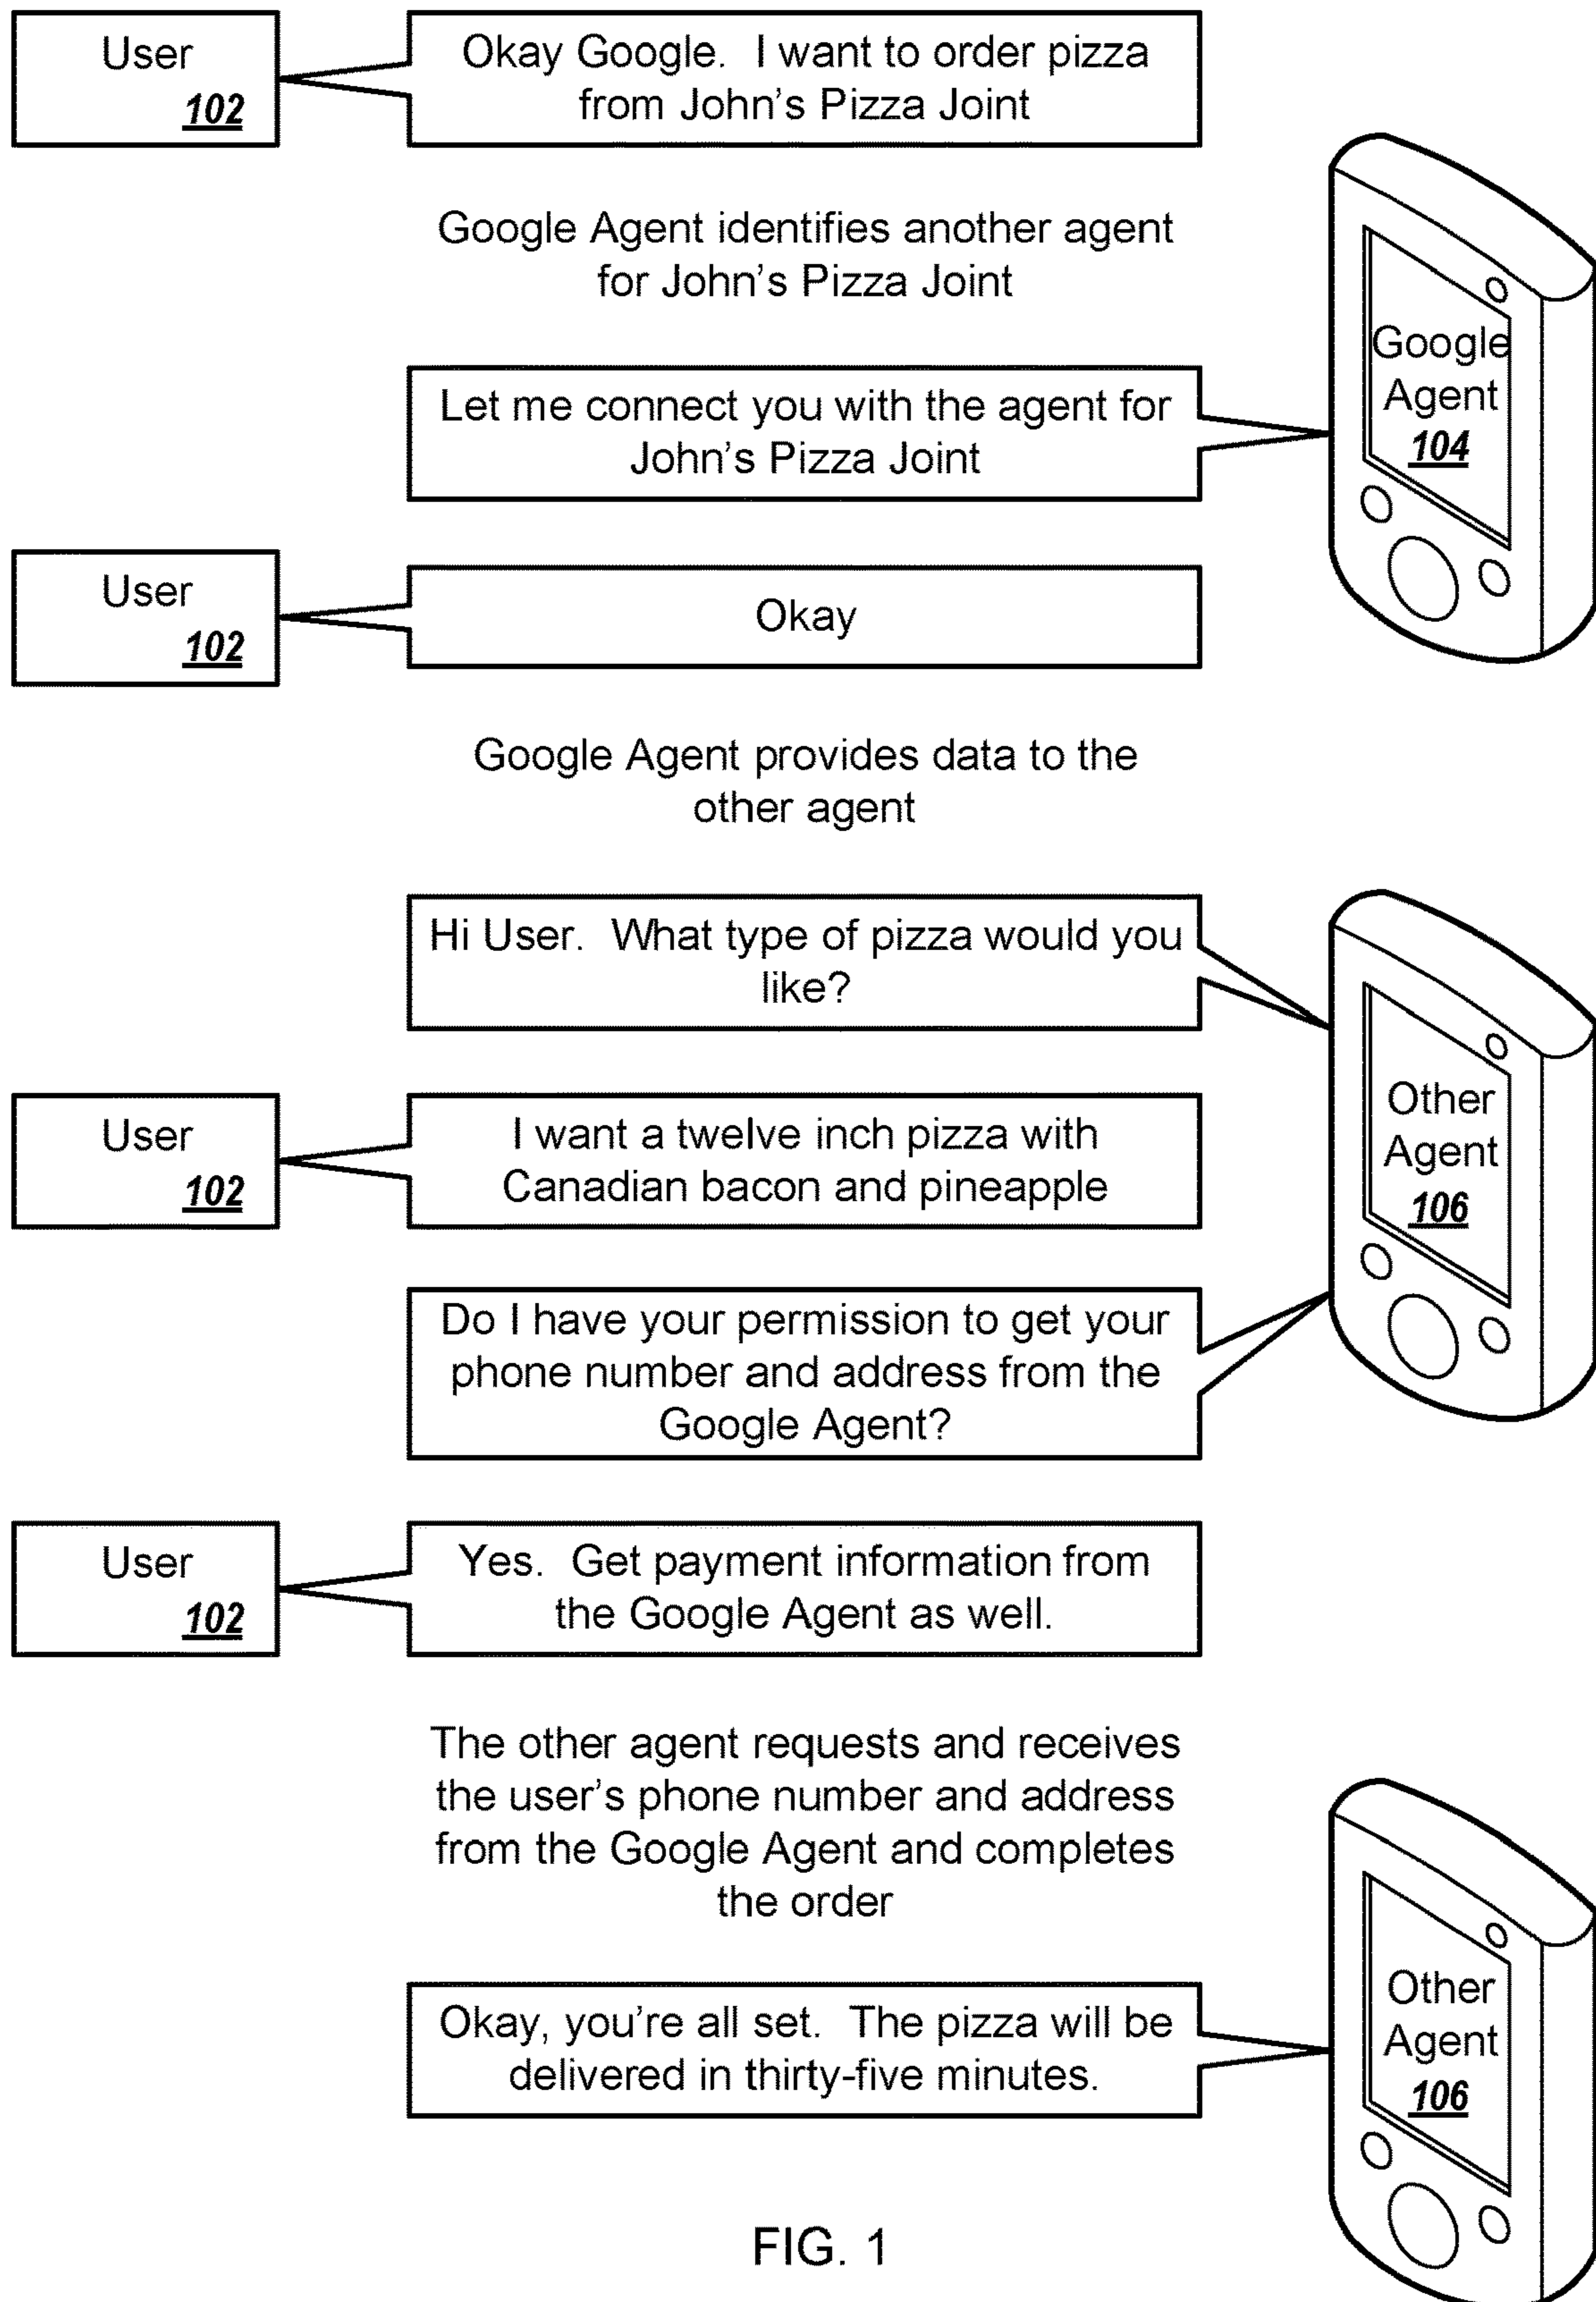 User
102
Okay Google. I want to order pizza
from John's Pizza Joint
Google Agent identifies another agent
for John's Pizza Joint
Google
Agent
104
Let me connect you with the agent for
John's Pizza Joint
User
102
Okay
Google Agent provides data to the
other agent
Hi User. What type of pizza would you
like?
Other
Agent
106
User
102
I want a twelve inch pizza with
Canadian bacon and pineapple
Do I have your permission to get your
phone number and address from the
Google Agent?
User
102
Yes. Get payment information from
the Google Agent as well.
The other agent requests and receives
the user's phone number and address
from the Google Agent and completes
the order
Okay, you're all set. The pizza will be
delivered in thirty-five minutes.
Other
Agent
106
FIG. 1